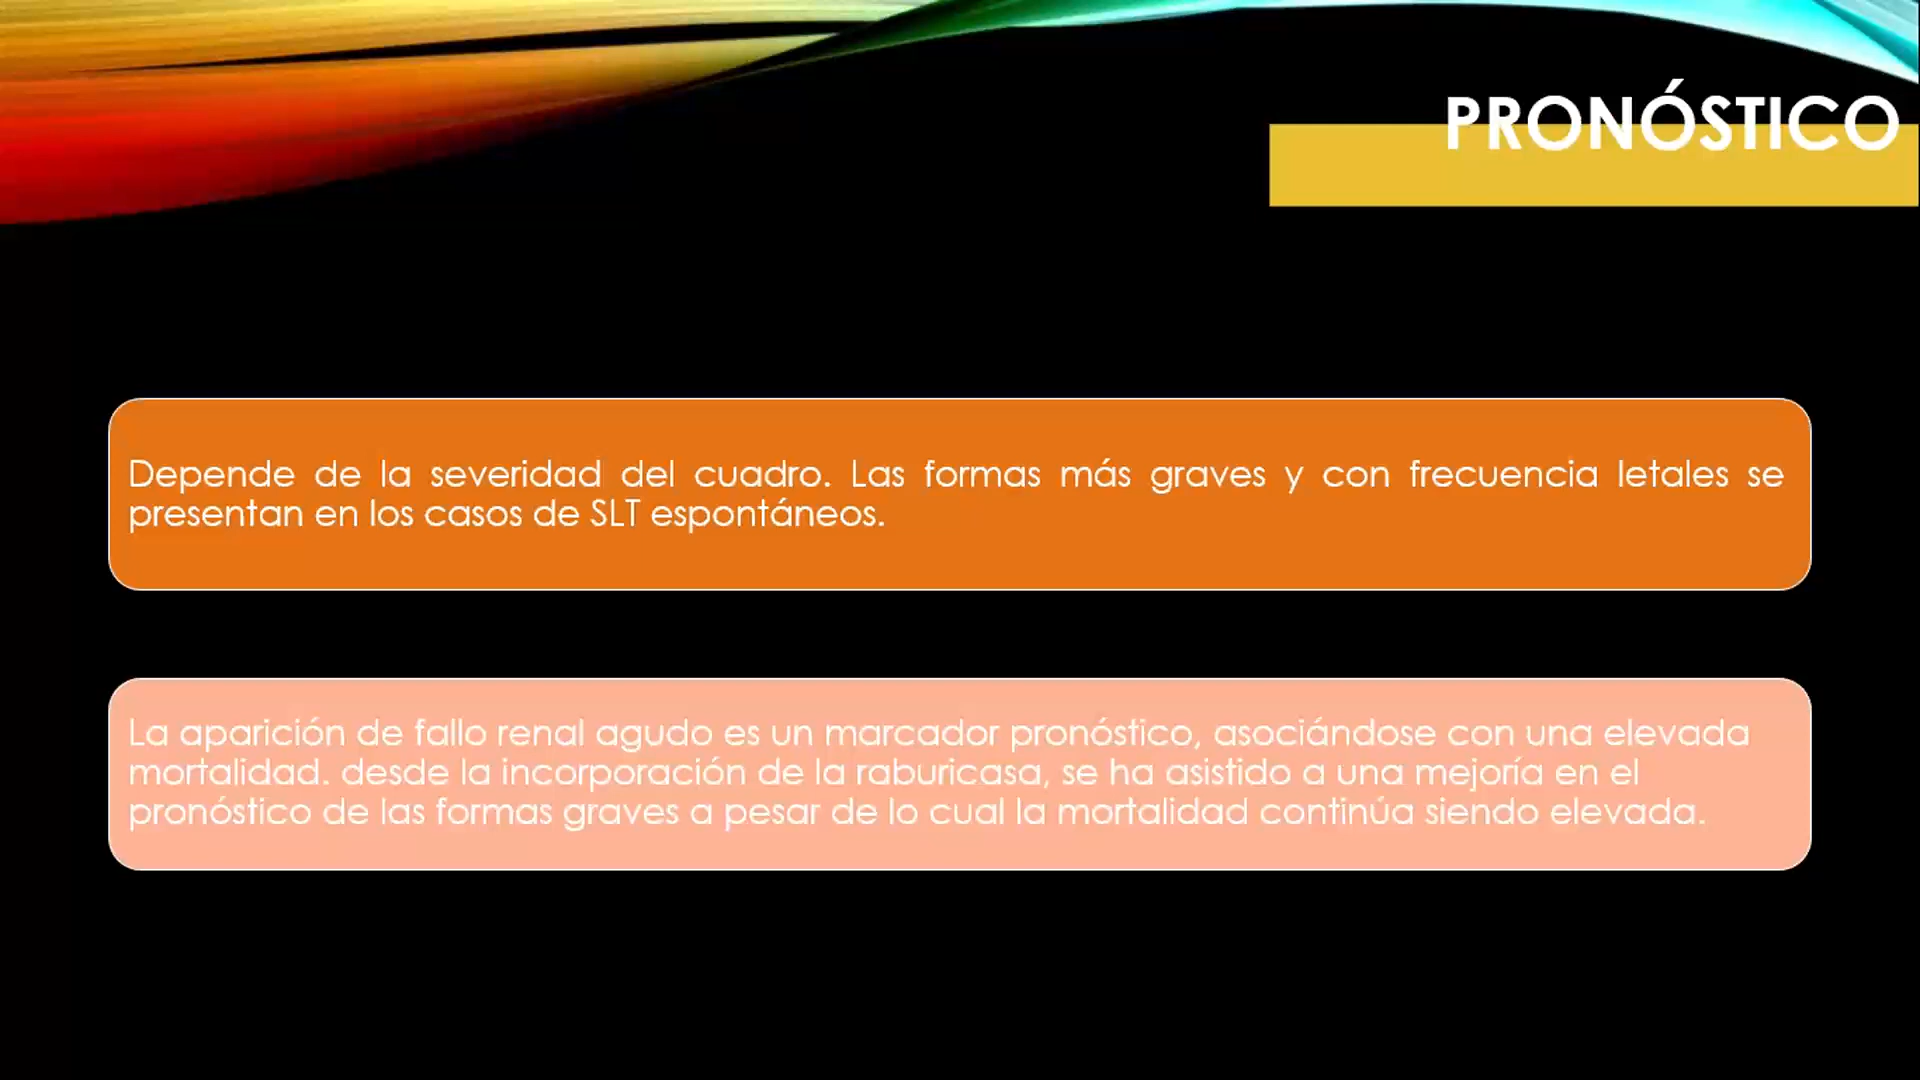 PRONÓSTICO
Depende de la severidad del cuadro. Las formas más graves y con frecuencia letales se
presentan en los casos de SLT espontáneos.
La aparición de fallo renal agudo es un marcador pronóstico, asociándose con una elevada
mortalidad. desde la incorporación de la raburicasa, se ha asistido a una mejoría en el
pronóstico de las formas graves a pesar de lo cual la mortalidad continúa siendo elevada.